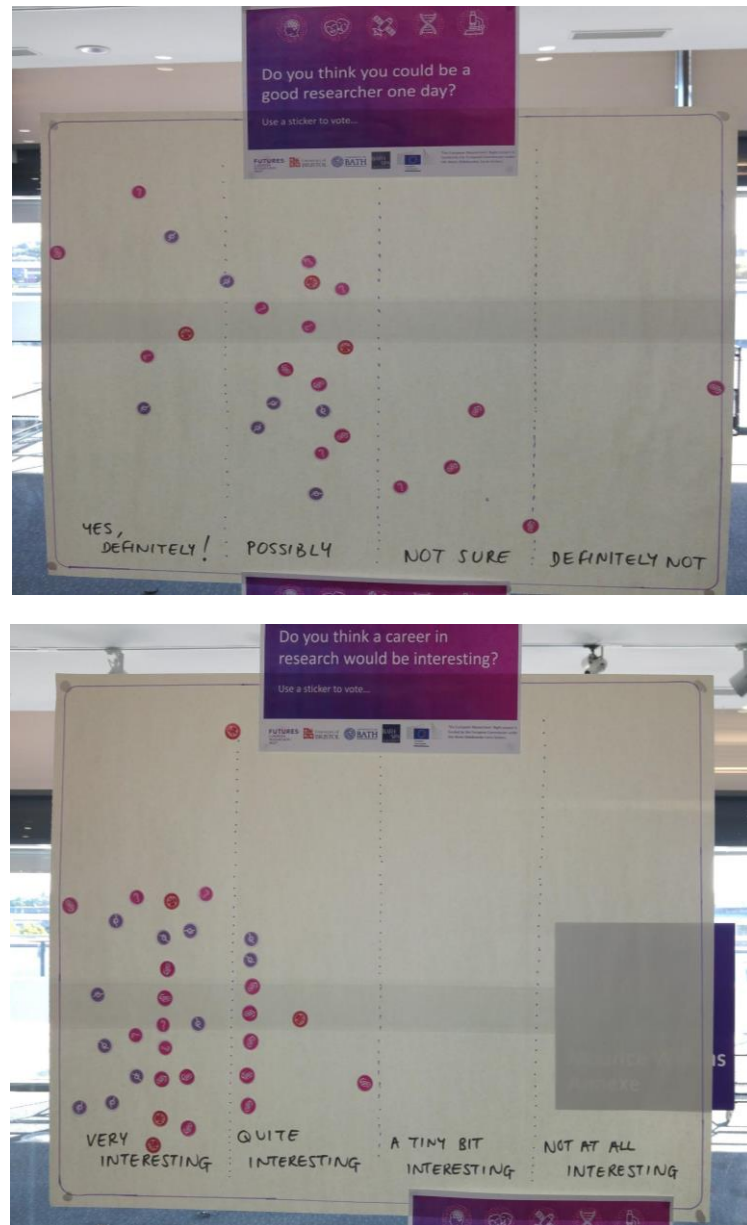 Do you think you could be a
good researcher one day?
Use a sticker to vote...
FUTURES
BRISTOL
BATH
YES,
DEFINITELY!
POSSIBLY
NOT SURE
DEFINITELY NOT
Do you think a career in
research would be interesting?
Use a sticker to vote...
FUTURES
BRISTOL
BATH
VERY
INTERESTING
QUITE
INTERESTING
A TINY BIT
INTERESTING
NOT AT ALL
INTERESTING